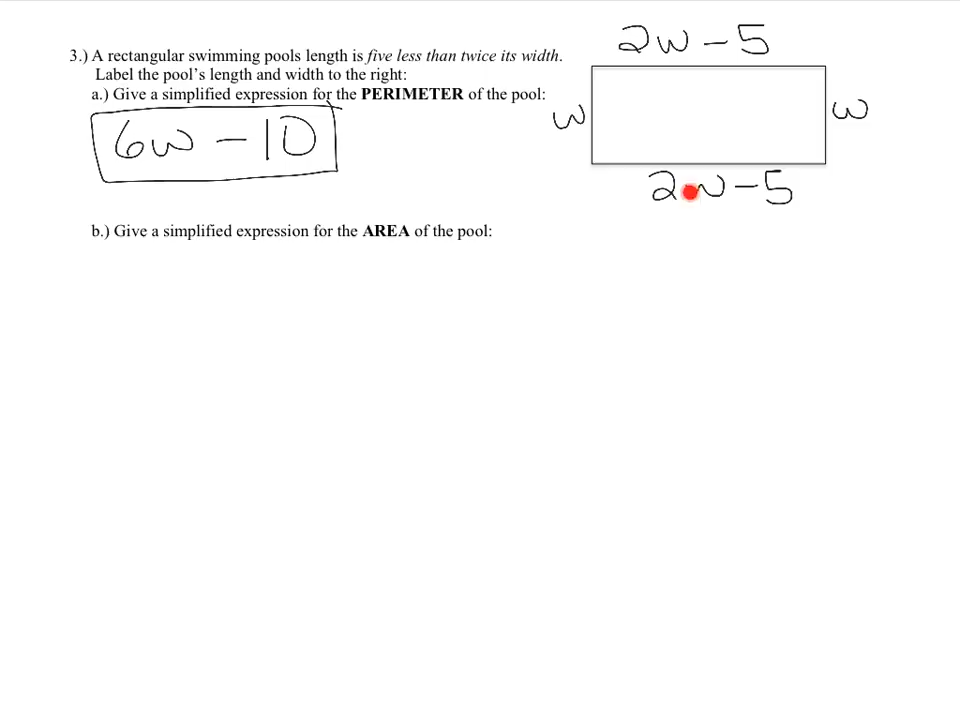 2w - 5
3.) A rectangular swimming pools length is five less than twice its width.
Label the pool's length and width to the right:
a.) Give a simplified expression for the PERIMETER of the pool:
6w - 10
w
w
2w - 5
b.) Give a simplified expression for the AREA of the pool: